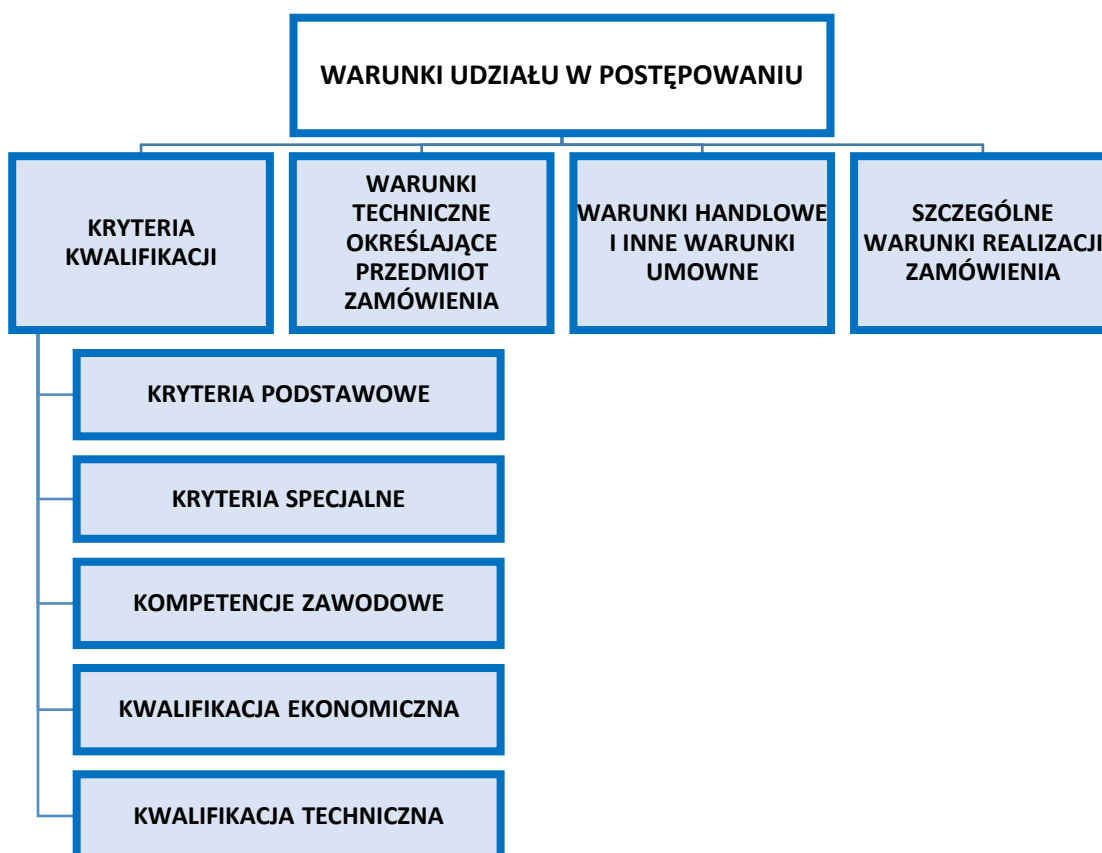 WARUNKI UDZIAŁU W POSTĘPOWANIU
KRYTERIA
KWALIFIKACJI
WARUNKI
TECHNICZNE
OKREŚLAJĄCE
PRZEDMIOT
ZAMÓWIENIA
WARUNKI HANDLOWE
I INNE WARUNKI
UMOWNE
SZCZEGÓLNE
WARUNKI REALIZACJI
ZAMÓWIENIA
KRYTERIA PODSTAWOWE
KRYTERIA SPECJALNE
KOMPETENCJE ZAWODOWE
KWALIFIKACJA EKONOMICZNA
KWALIFIKACJA TECHNICZNA